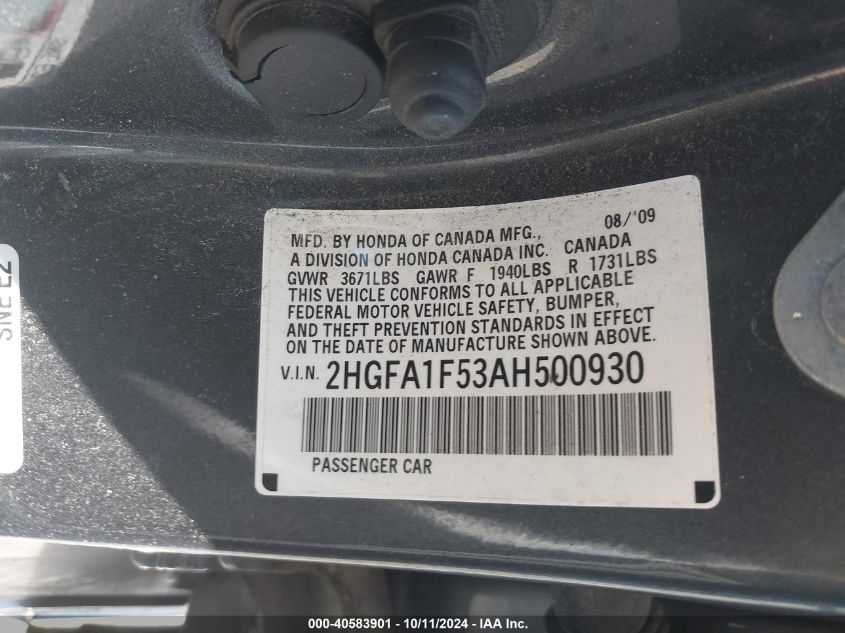 08/'09
MFD. BY HONDA OF CANADA MFG.,
A DIVISION OF HONDA CANADA INC. CANADA
GVWR 3671LBS GAWR F 1940LBS R 1731LBS
THIS VEHICLE CONFORMS TO ALL APPLICABLE
FEDERAL MOTOR VEHICLE SAFETY, BUMPER,
AND THEFT PREVENTION STANDARDS IN EFFECT
ON THE DATE OF MANUFACTURE SHOWN ABOVE.
V.I.N. 2HGFA1F53AH500930
PASSENGER CAR
SNE E2
000-40583901 - 10/11/2024 - IAA Inc.